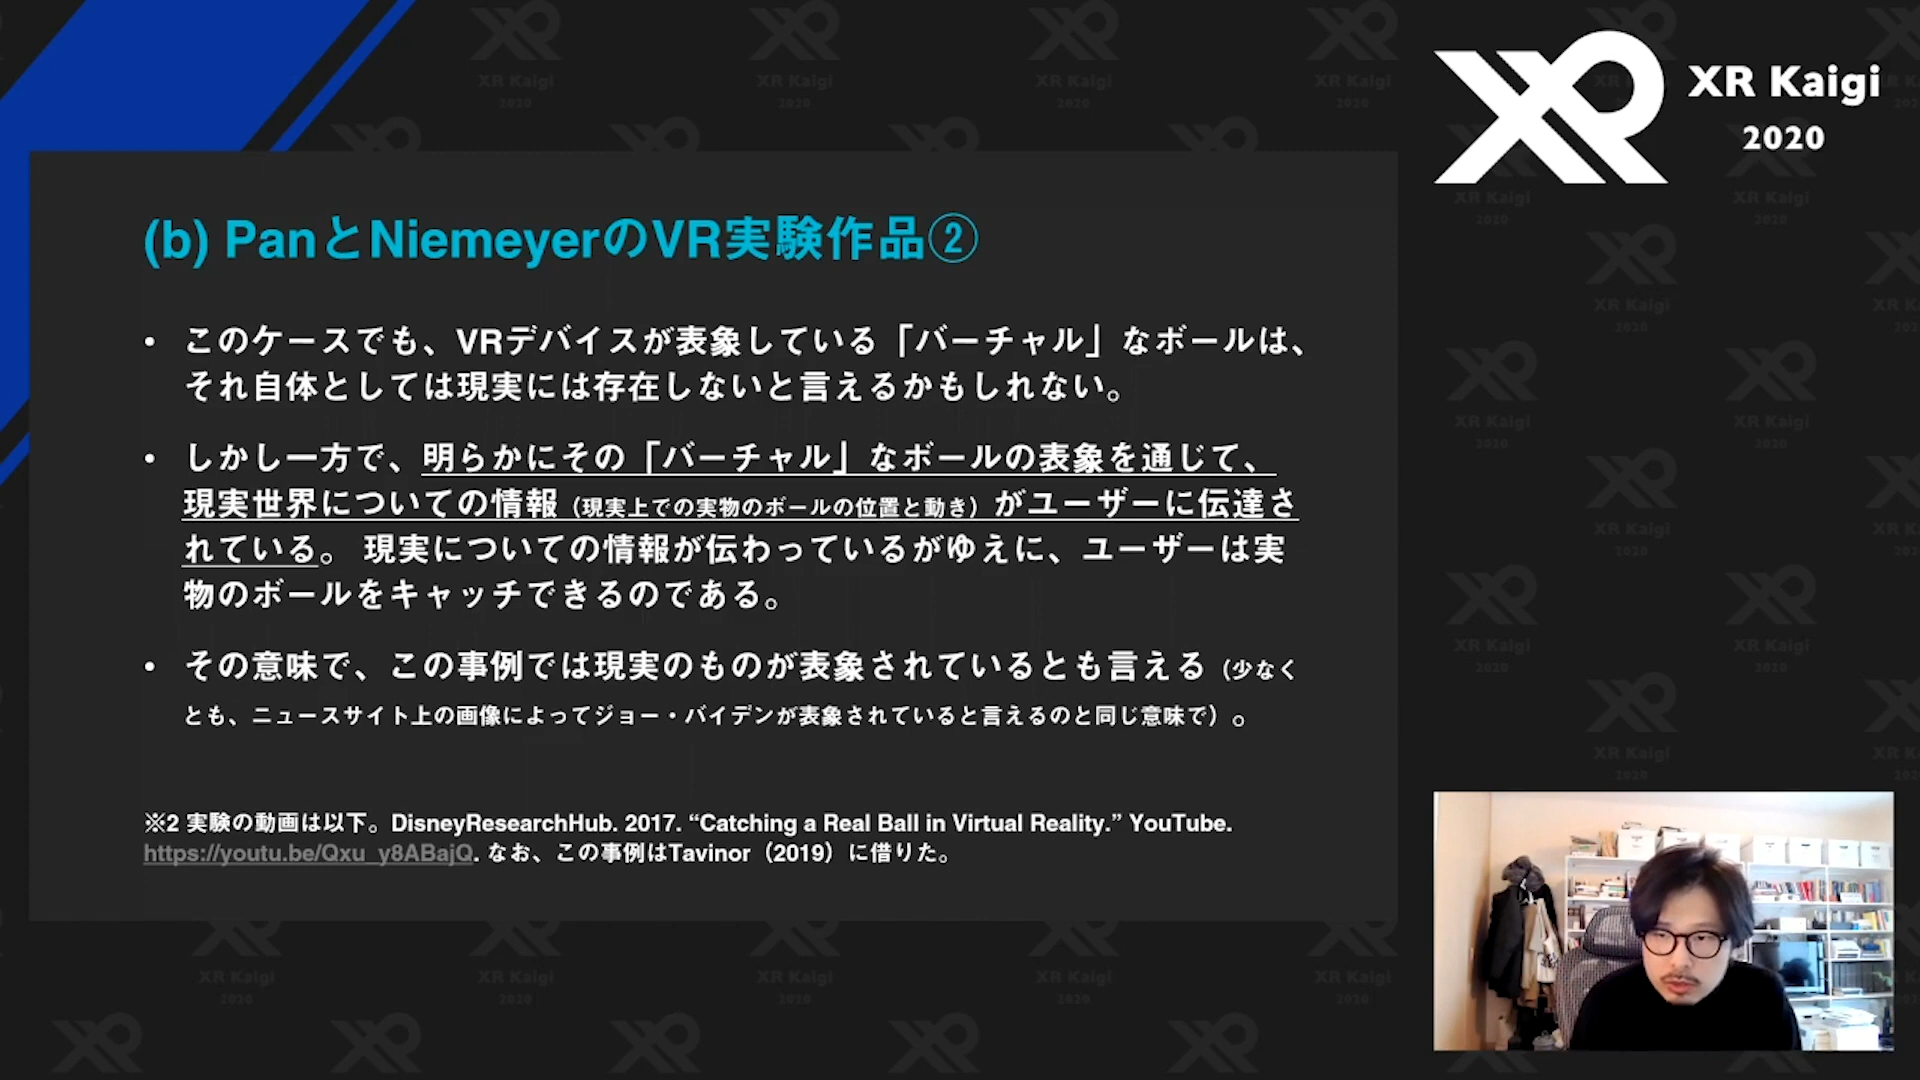 XR Kaigi
2020
(b) PanとNiemeyerのVR実験作品②
• このケースでも、VRデバイスが表象している「バーチャル」なボールは、
それ自体としては現実には存在しないと言えるかもしれない。
• しかし一方で、明らかにその「バーチャル」なボールの表象を通じて、
現実世界についての情報（現実上での実物のボールの位置と動き）がユーザーに伝達さ
れている。 現実についての情報が伝わっているがゆえに、ユーザーは実
物のボールをキャッチできるのである。
• その意味で、この事例では現実のものが表象されているとも言える（少なく
とも、ニュースサイト上の画像によってジョー・バイデンが表象されていると言えるのと同じ意味で）。
※2 実験の動画は以下。DisneyResearchHub. 2017. “Catching a Real Ball in Virtual Reality.” YouTube.
https://youtu.be/Qxu_y8ABajQ. なお、この事例はTavinor（2019）に借りた。